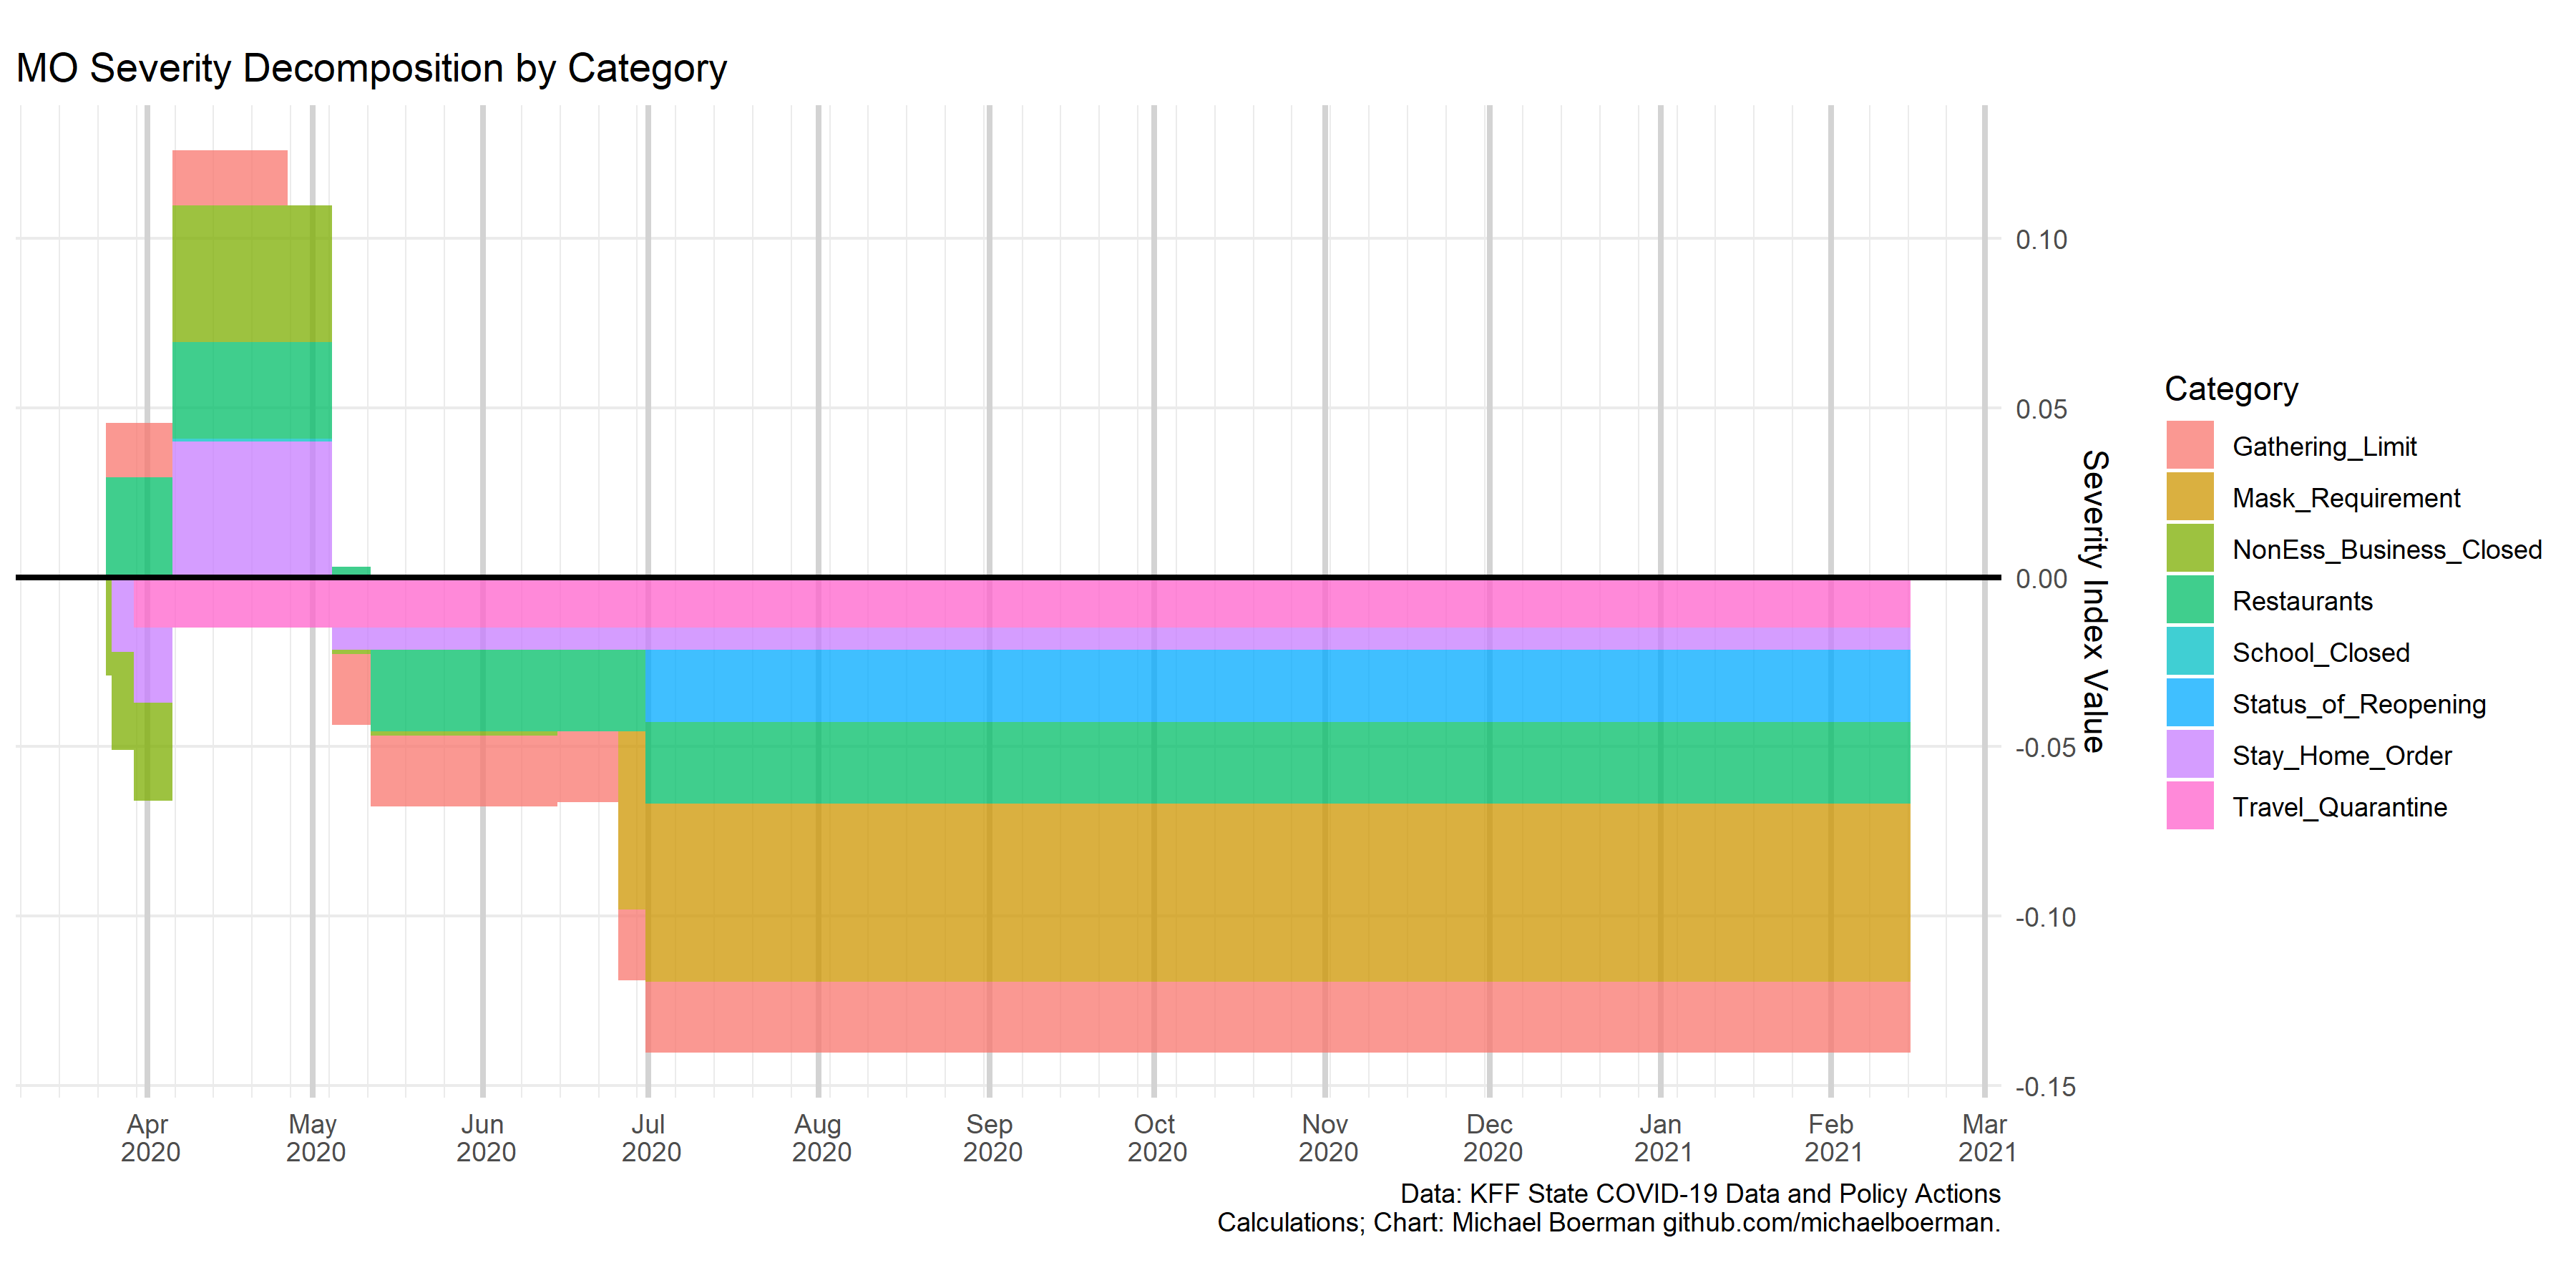 MO Severity Decomposition by Category
0.10
0.05
0.00
-0.05
-0.10
-0.15
Severity Index Value
Category
Gathering_Limit
Mask_Requirement
NonEss_Business_Closed
Restaurants
School_Closed
Status_of_Reopening
Stay_Home_Order
Travel_Quarantine
Apr May Jun Jul Aug Sep Oct Nov Dec Jan Feb Mar
2020 2020 2020 2020 2020 2020 2020 2020 2020 2021 2021 2021
Data: KFF State COVID-19 Data and Policy Actions
Calculations; Chart: Michael Boerman github.com/michaelboerman.